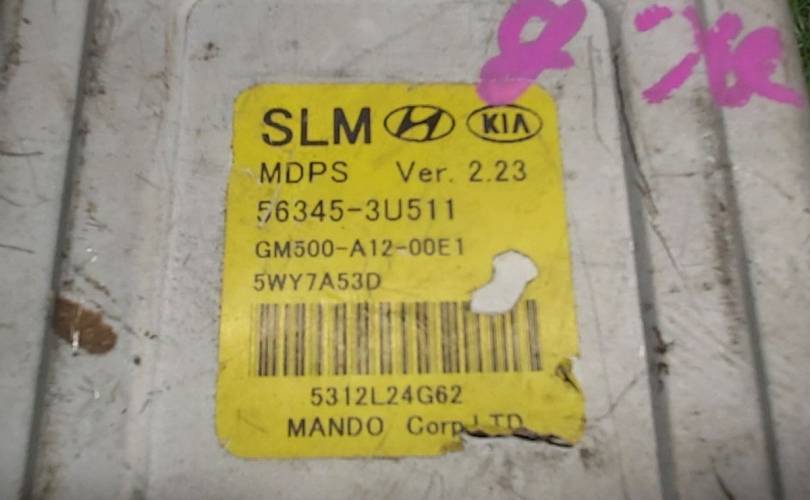 SLM KIA
MDPS Ver. 2.23
56345-3U511
GM500-A12-00E1
5WY7A53D
5312L24G62
MANDO Corp.LTD